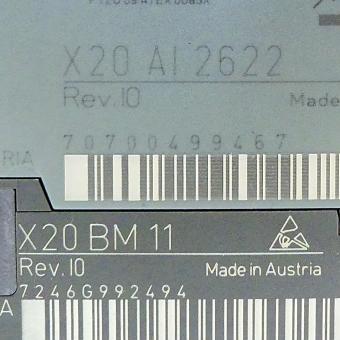 X20 AI 2622
Rev.I0
Made
70700499467
RIA
X20 BM 11
Rev.I0
Made in Austria
7246G992494
A